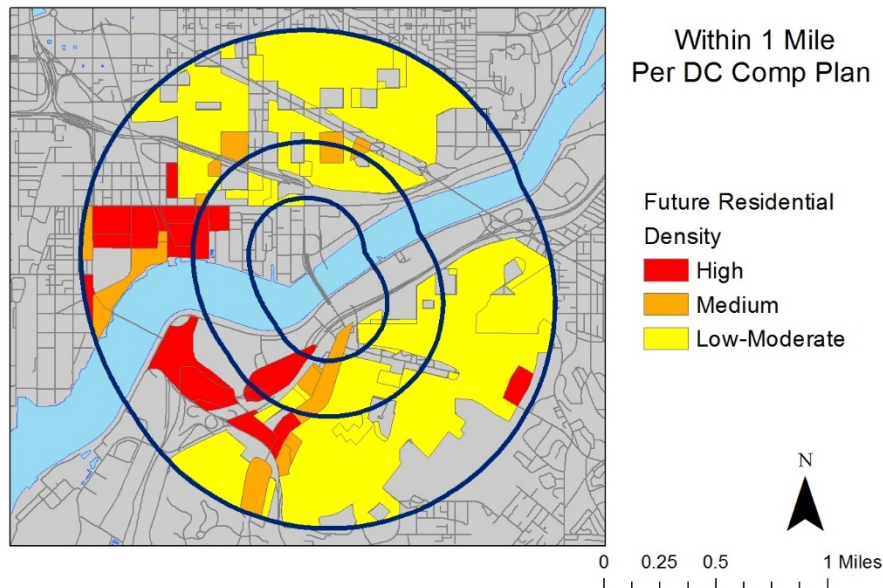 Within 1 Mile
Per DC Comp Plan
Future Residential
Density
High
Medium
Low-Moderate
N
0 0.25 0.5 1 Miles